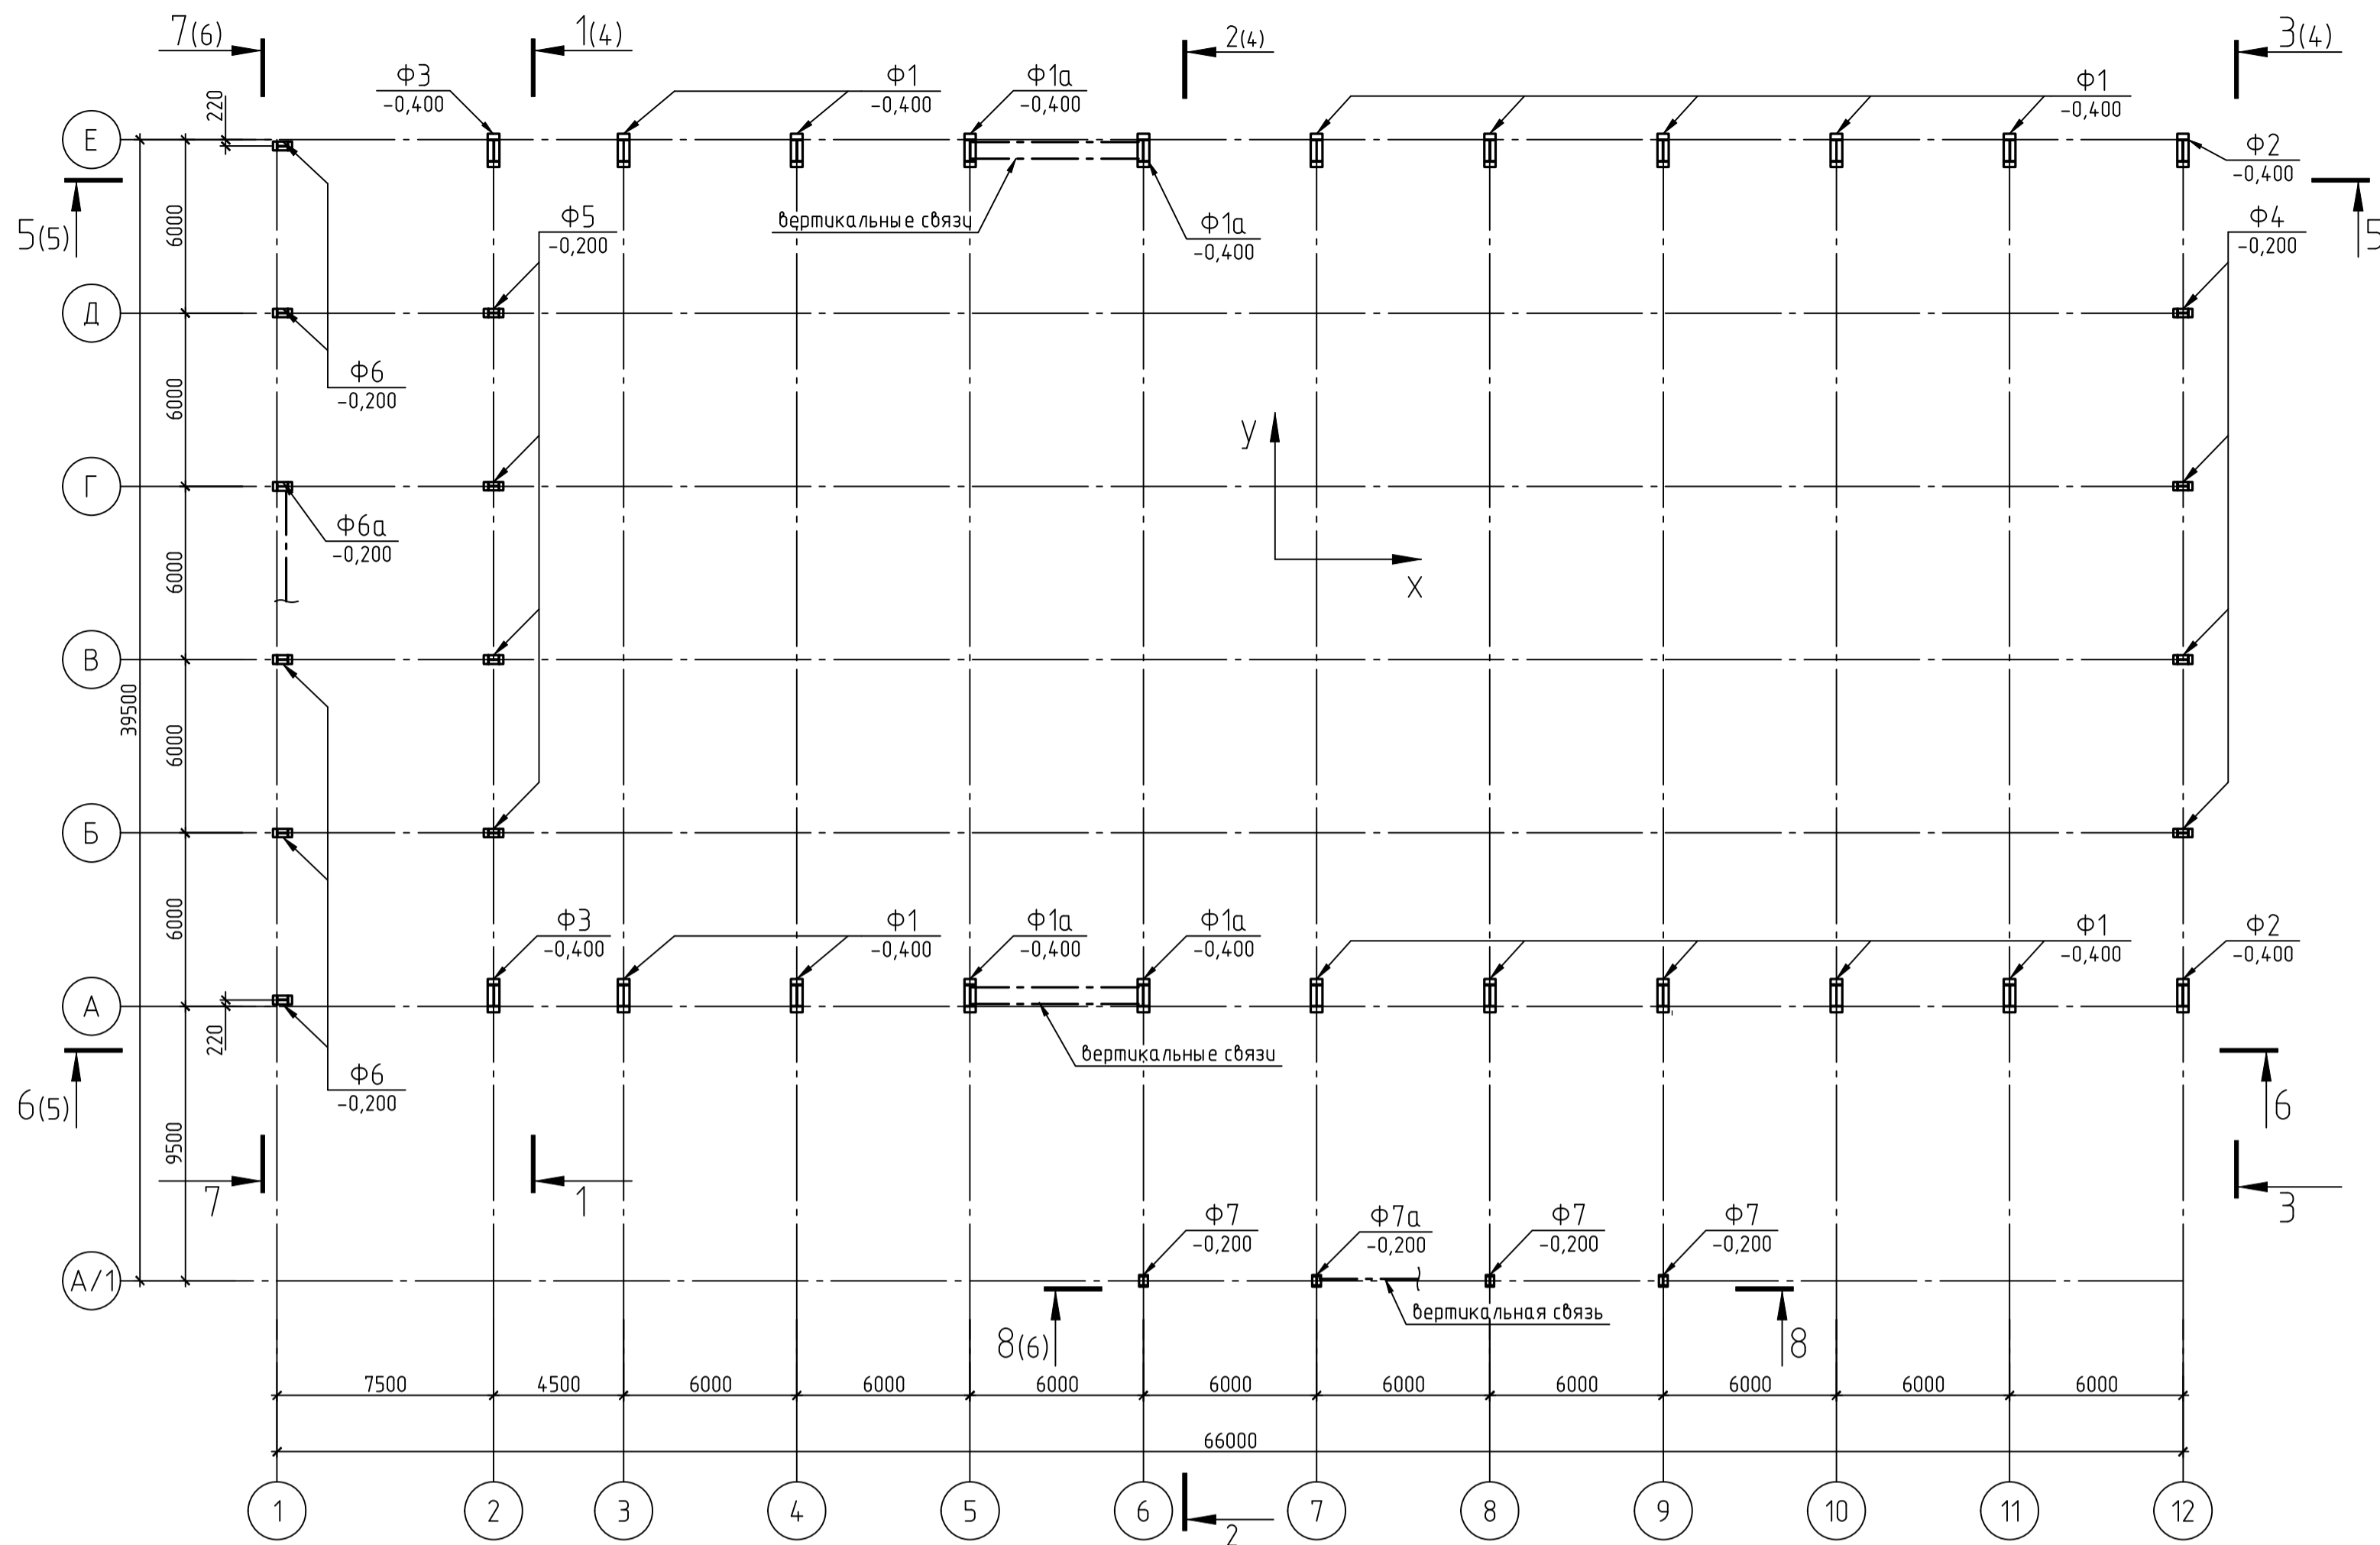 7(6)
1(4)
2(4)
3(4)
Ф3
-0,400
Ф1
-0,400
Ф1а
-0,400
Ф1
-0,400
220
Е
Ф2
-0,400
5(5)
6000
вертикальные связи
Ф5
-0,200
Ф1а
-0,400
Ф4
-0,200
5
Д
Ф6
-0,200
6000
y
x
Г
Ф6а
-0,200
6000
В
39500
6000
Б
6000
Ф3
-0,400
Ф1
-0,400
Ф1а
-0,400
Ф1а
-0,400
Ф1
-0,400
Ф2
-0,400
А
220
вертикальные связи
6(5)
Ф6
-0,200
6
9500
7
1
3
Ф7
-0,200
Ф7а
-0,200
Ф7
-0,200
Ф7
-0,200
А/1
вертикальная связь
8(6)
8
7500 4500 6000 6000 6000 6000 6000 6000 6000 6000 6000
66000
1 2 3 4 5 6 7 8 9 10 11 12
2